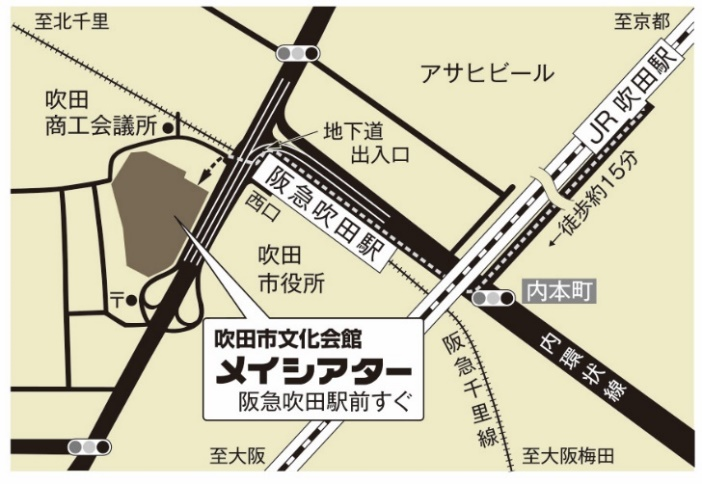 至北千里
至京都
アサヒビール
JR吹田駅
吹田
商工会議所
地下道
出入口
阪急吹田駅
西口
←徒歩約15分
吹田
市役所
〒
内本町
吹田市文化会館
メイシアター
阪急吹田駅前すぐ
内環状線
阪急千里線
至大阪
至大阪梅田